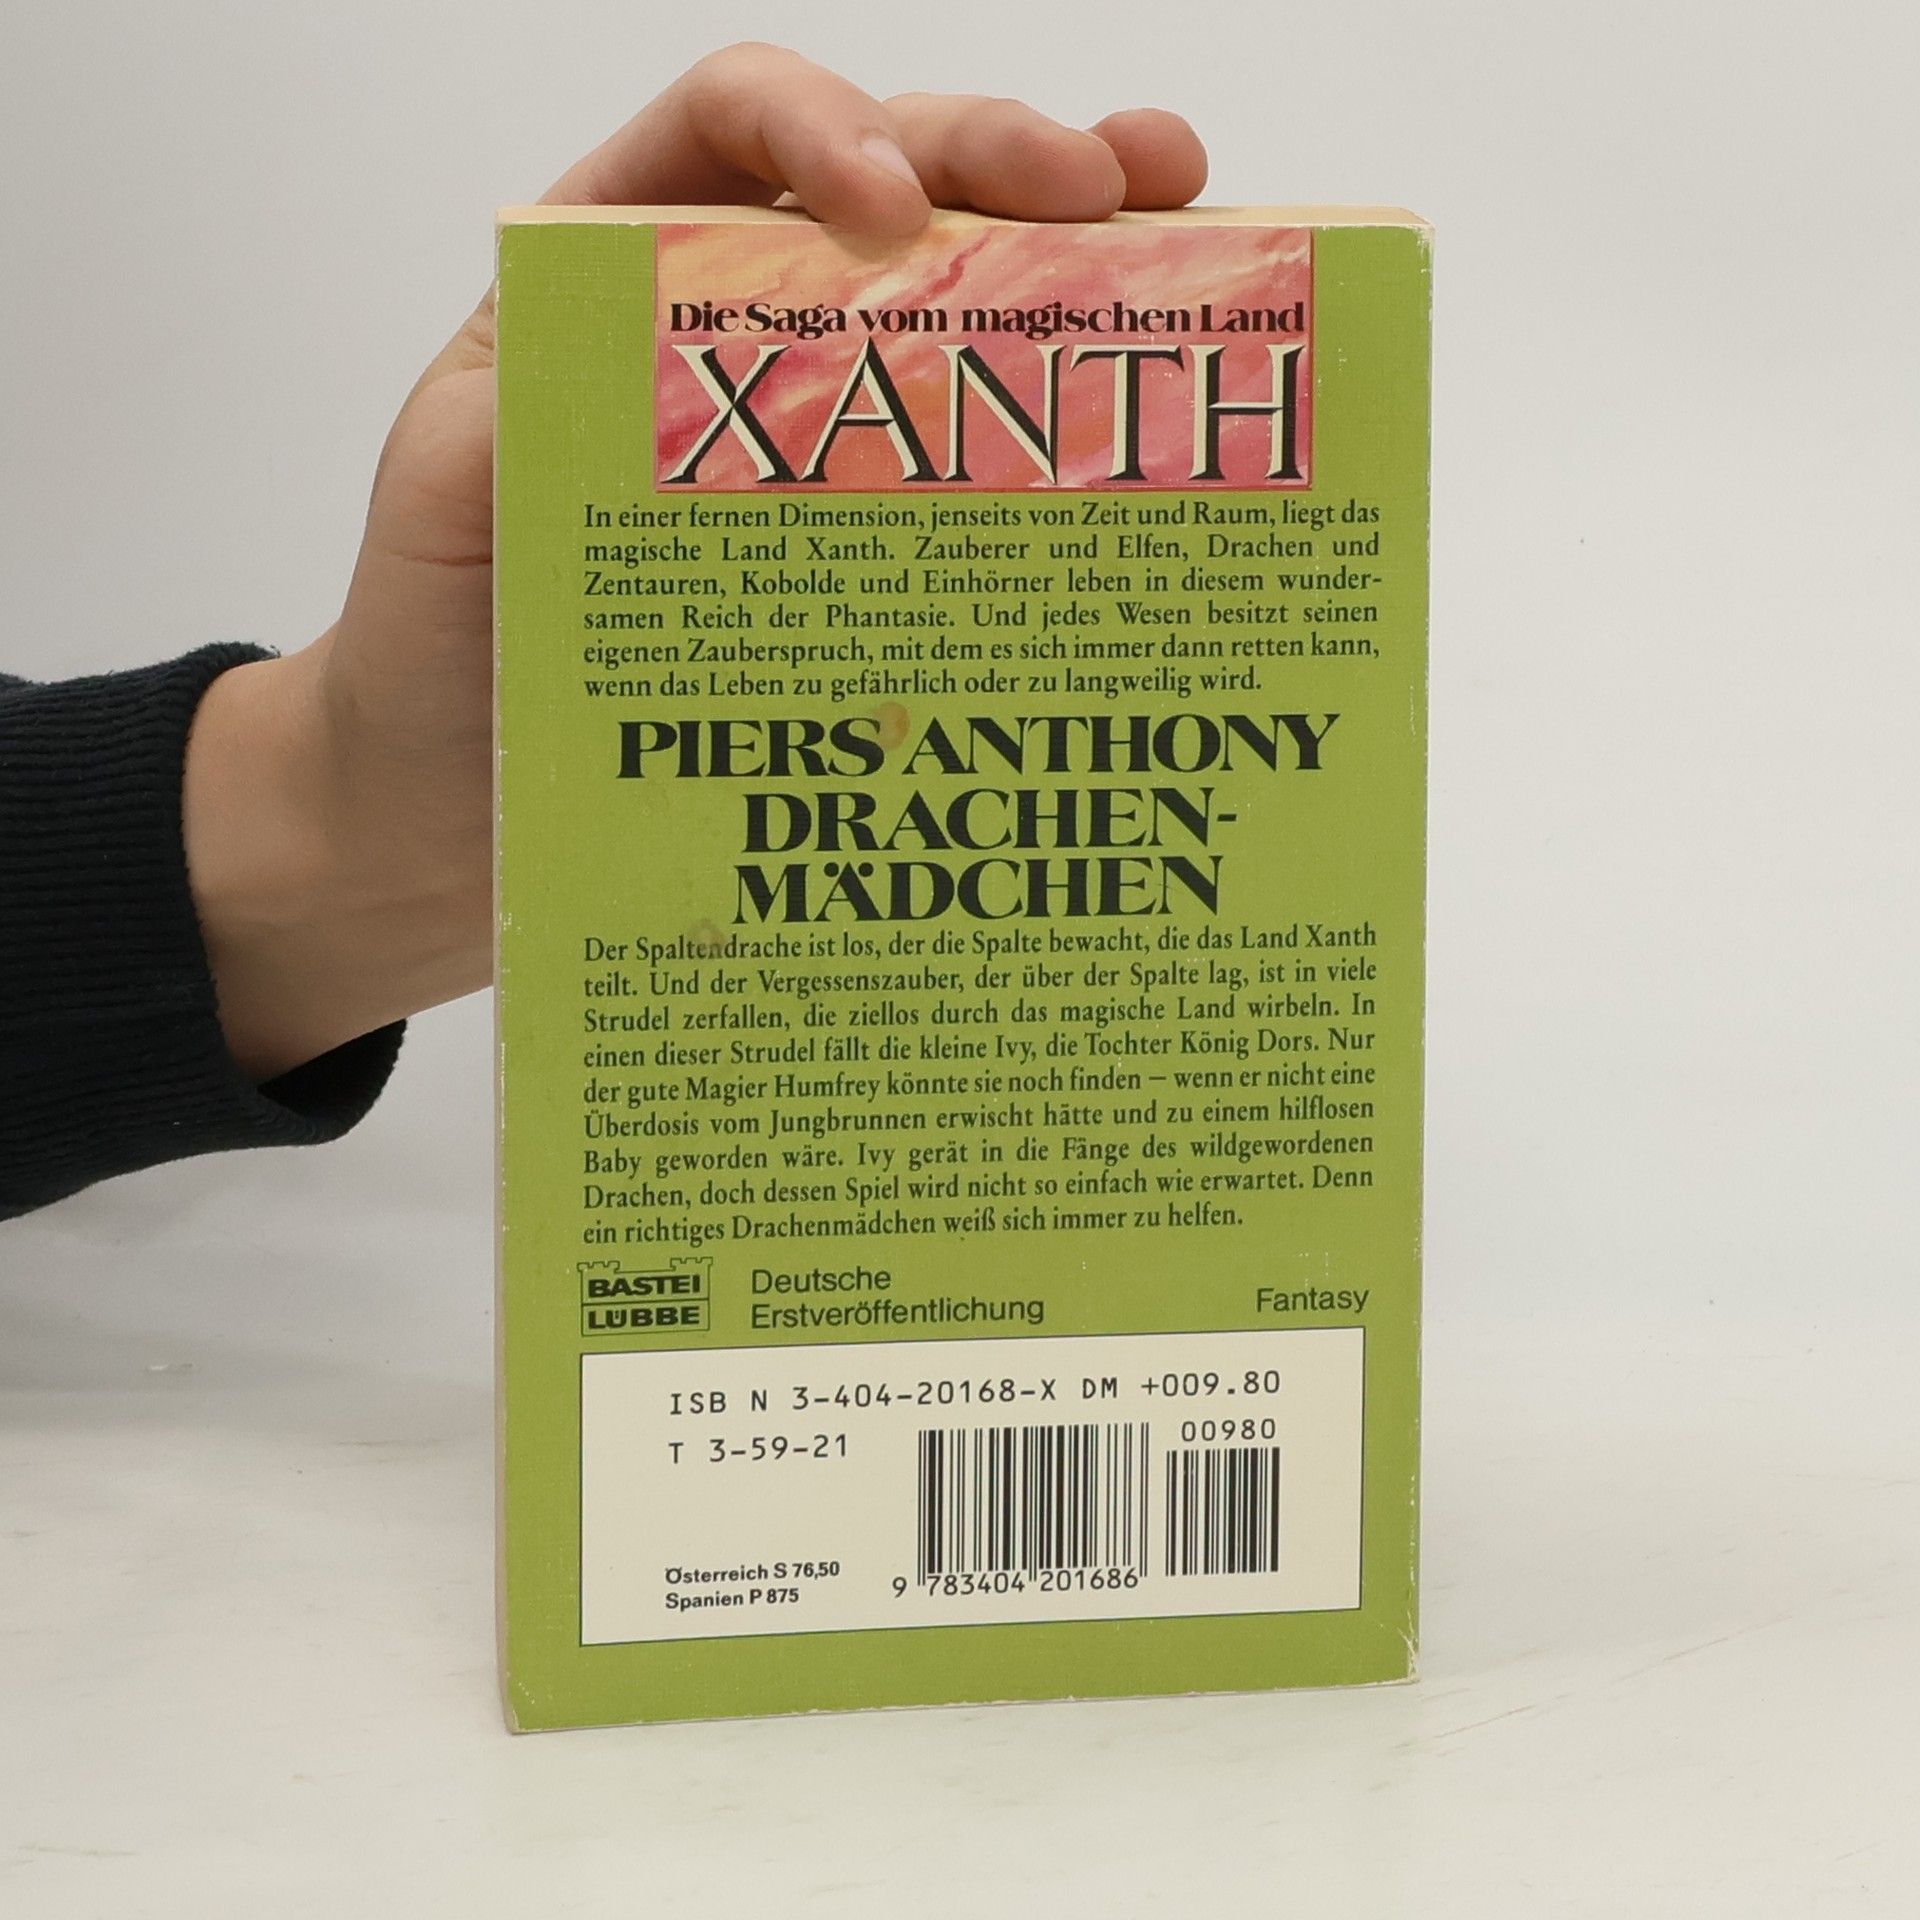 Die Saga vom magischen Land
XANTH
In einer fernen Dimension, jenseits von Zeit und Raum, liegt das
magische Land Xanth. Zauberer und Elfen, Drachen und
Zentauren, Kobolde und Einhörner leben in diesem wunder-
samen Reich der Phantasie. Und jedes Wesen besitzt seinen
eigenen Zauberspruch, mit dem es sich immer dann retten kann,
wenn das Leben zu gefährlich oder zu langweilig wird.
PIERS ANTHONY
DRACHEN-
MÄDCHEN
Der Spaltendrache ist los, der die Spalte bewacht, die das Land Xanth
teilt. Und der Vergessenszauber, der über der Spalte lag, ist in viele
Strudel zerfallen, die ziellos durch das magische Land wirbeln. In
einen dieser Strudel fällt die kleine Ivy, die Tochter König Dors. Nur
der gute Magier Humfrey könnte sie noch finden – wenn er nicht eine
Überdosis vom Jungbrunnen erwischt hätte und zu einem hilflosen
Baby geworden wäre. Ivy gerät in die Fänge des wildgewordenen
Drachen, doch dessen Spiel wird nicht so einfach wie erwartet. Denn
ein richtiges Drachenmädchen weiß sich immer zu helfen.
BASTEI
LÜBBE
Deutsche
Erstveröffentlichung
Fantasy
ISB N 3-404-20168-X DM +009.80
T 3-59-21
00980
Österreich S 76,50
Spanien P 875
9 783404 201686